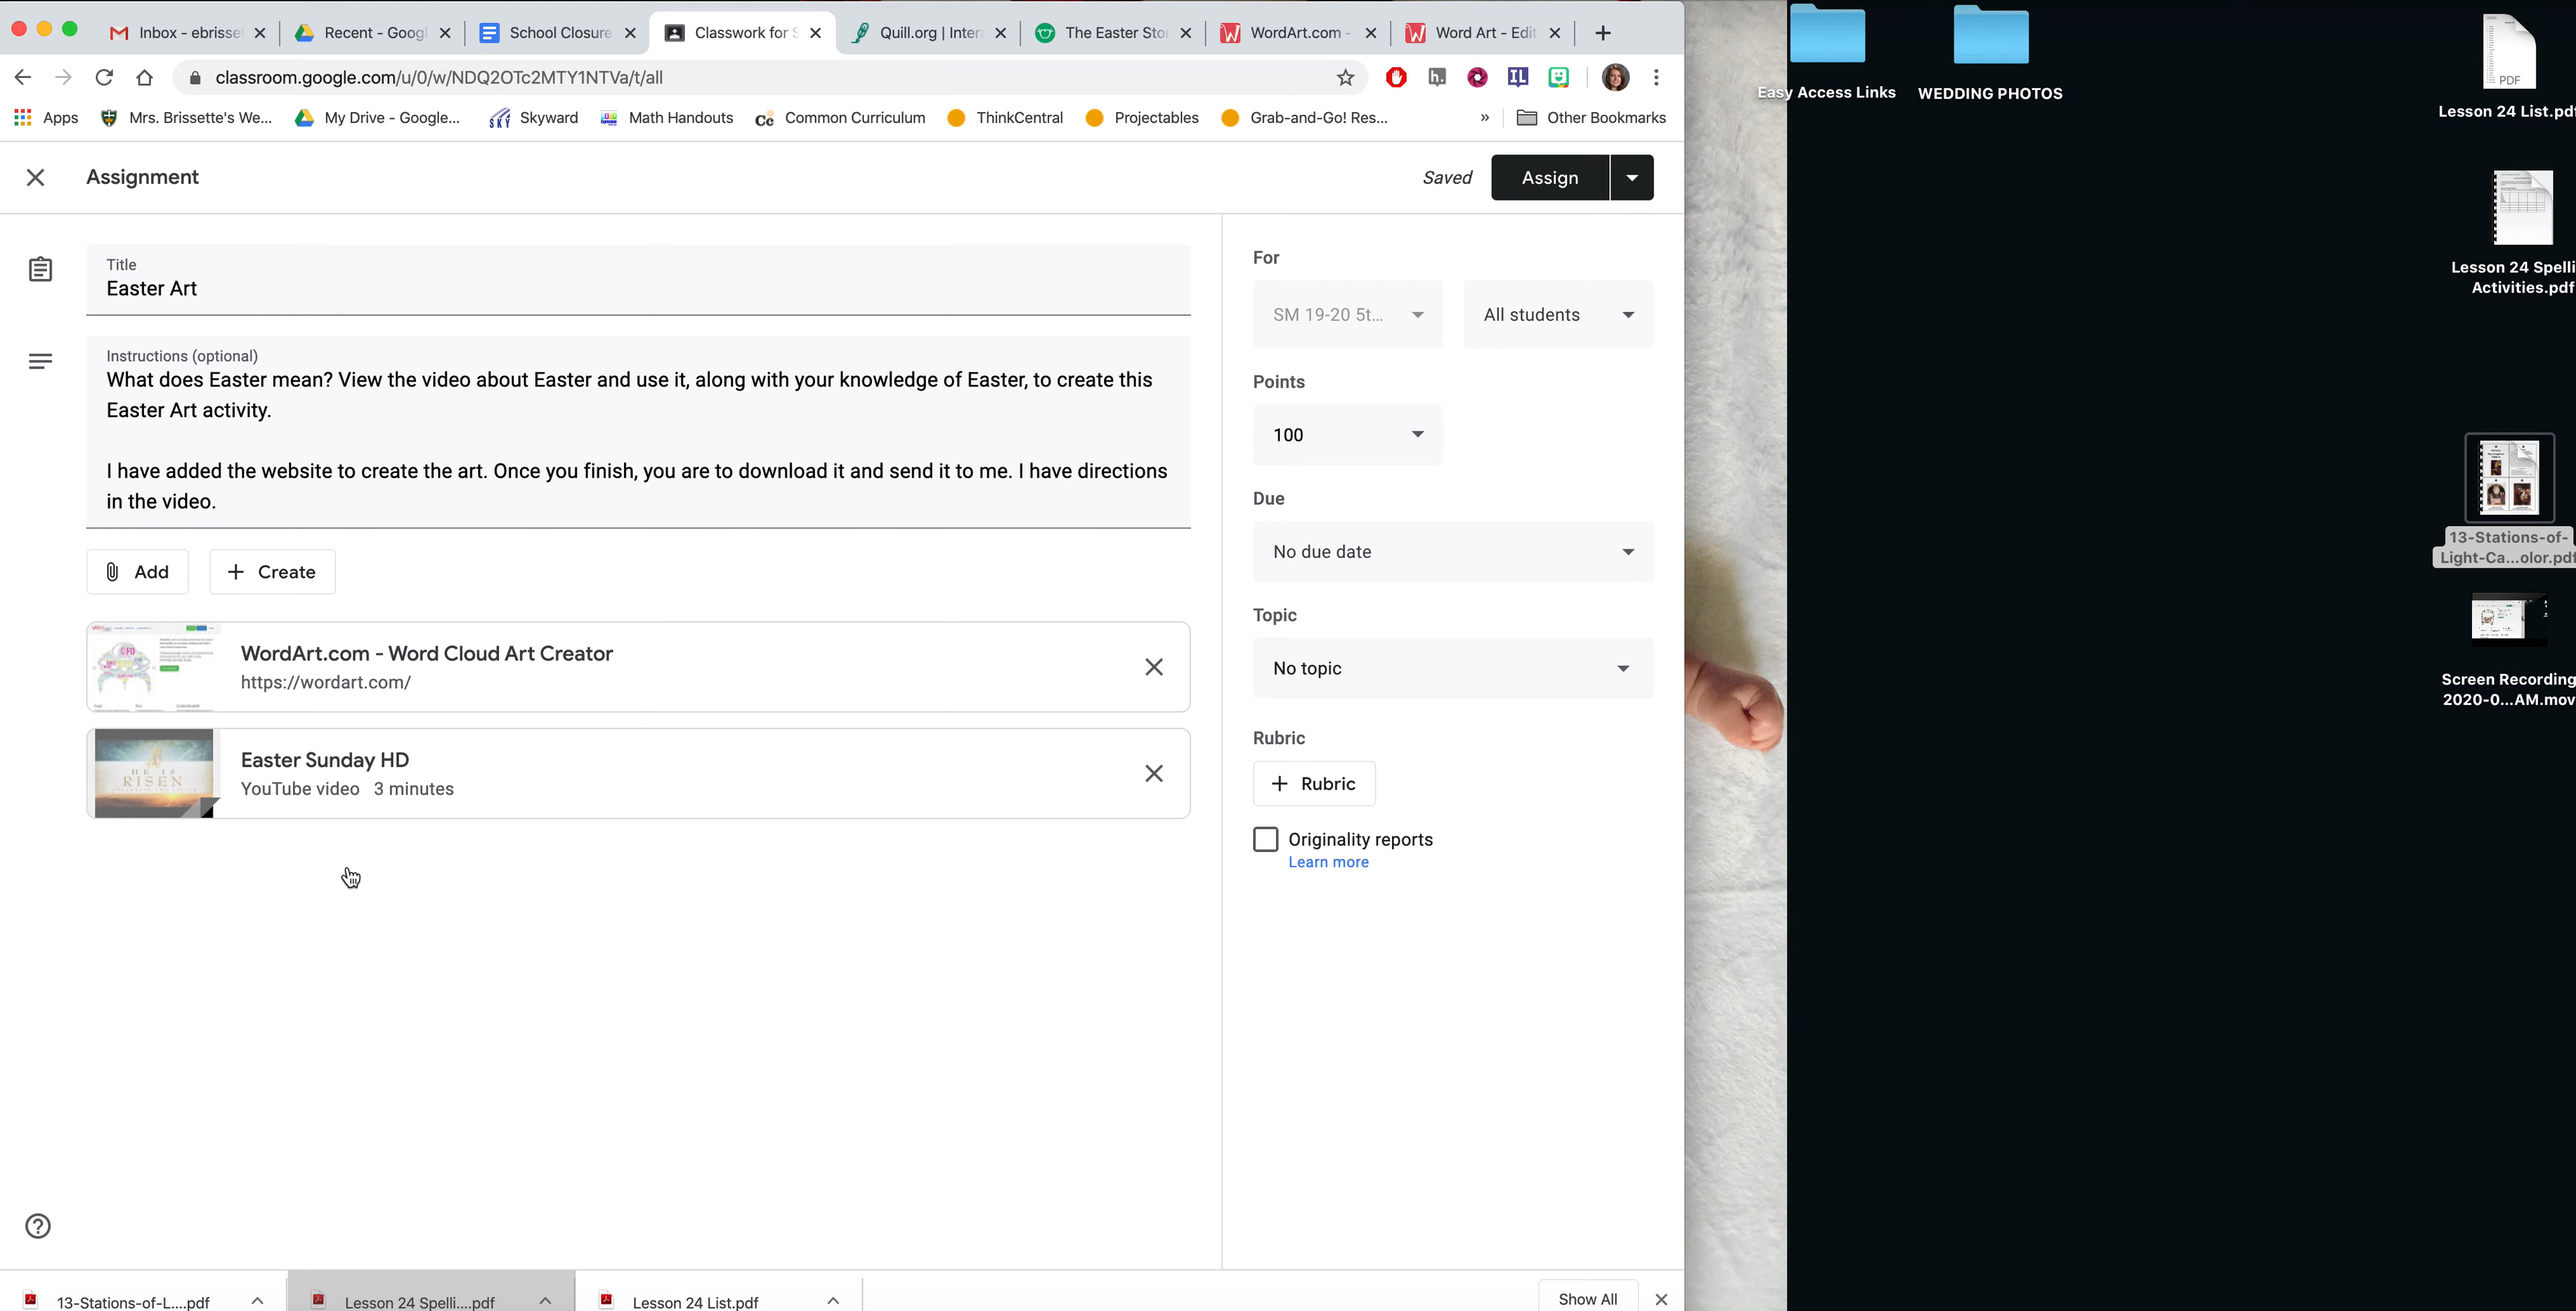 Inbox - ebrisset
Recent - Googl
School Closure
Classwork for S
Quill.org | Intera
The Easter Stor
WordArt.com -
Word Art - Edit
classroom.google.com/u/0/w/NDQ2OTc2MTY1NTVa/t/all
Apps
Mrs. Brissette's We...
My Drive - Google...
Skyward
Math Handouts
Common Curriculum
ThinkCentral
Projectables
Grab-and-Go! Res...
»
Other Bookmarks
Assignment
Saved
Assign
Title
Easter Art
Instructions (optional)
What does Easter mean? View the video about Easter and use it, along with your knowledge of Easter, to create this
Easter Art activity.
I have added the website to create the art. Once you finish, you are to download it and send it to me. I have directions
in the video.
Add
Create
WordArt.com - Word Cloud Art Creator
https://wordart.com/
HE IS
RISEN
Easter Sunday HD
YouTube video 3 minutes
For
SM 19-20 5t...
All students
Points
100
Due
No due date
Topic
No topic
Rubric
Rubric
Originality reports
Learn more
13-Stations-of-L....pdf
Lesson 24 Spelli....pdf
Lesson 24 List.pdf
Show All
Easy Access Links
WEDDING PHOTOS
PDF
Lesson 24 List.pdf
Lesson 24 Spelli
Activities.pdf
13-Stations-of-
Light-Ca...olor.pdf
Screen Recording
2020-0...AM.mov